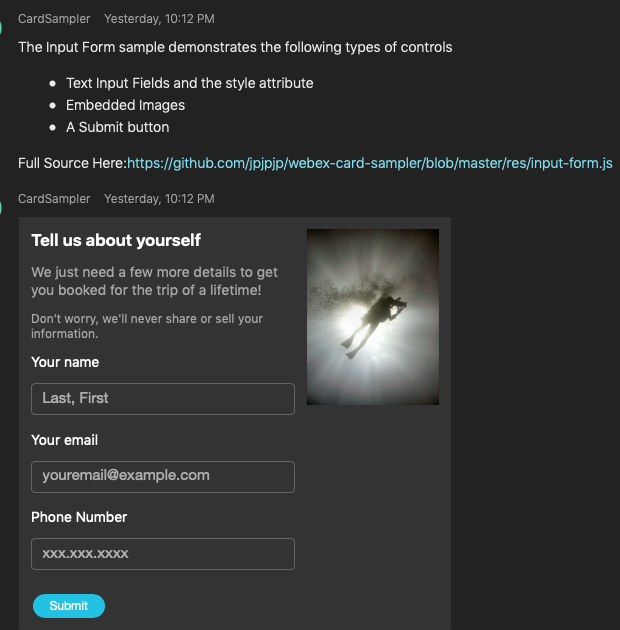 CardSampler Yesterday, 10:12 PM
The Input Form sample demonstrates the following types of controls
• Text Input Fields and the style attribute
• Embedded Images
• A Submit button
Full Source Here:https://github.com/jpjpjp/webex-card-sampler/blob/master/res/input-form.js
CardSampler Yesterday, 10:12 PM
Tell us about yourself
We just need a few more details to get
you booked for the trip of a lifetime!
Don't worry, we'll never share or sell your
information.
Your name
Last, First
Your email
youremail@example.com
Phone Number
xxx.xxx.xxxx
Submit